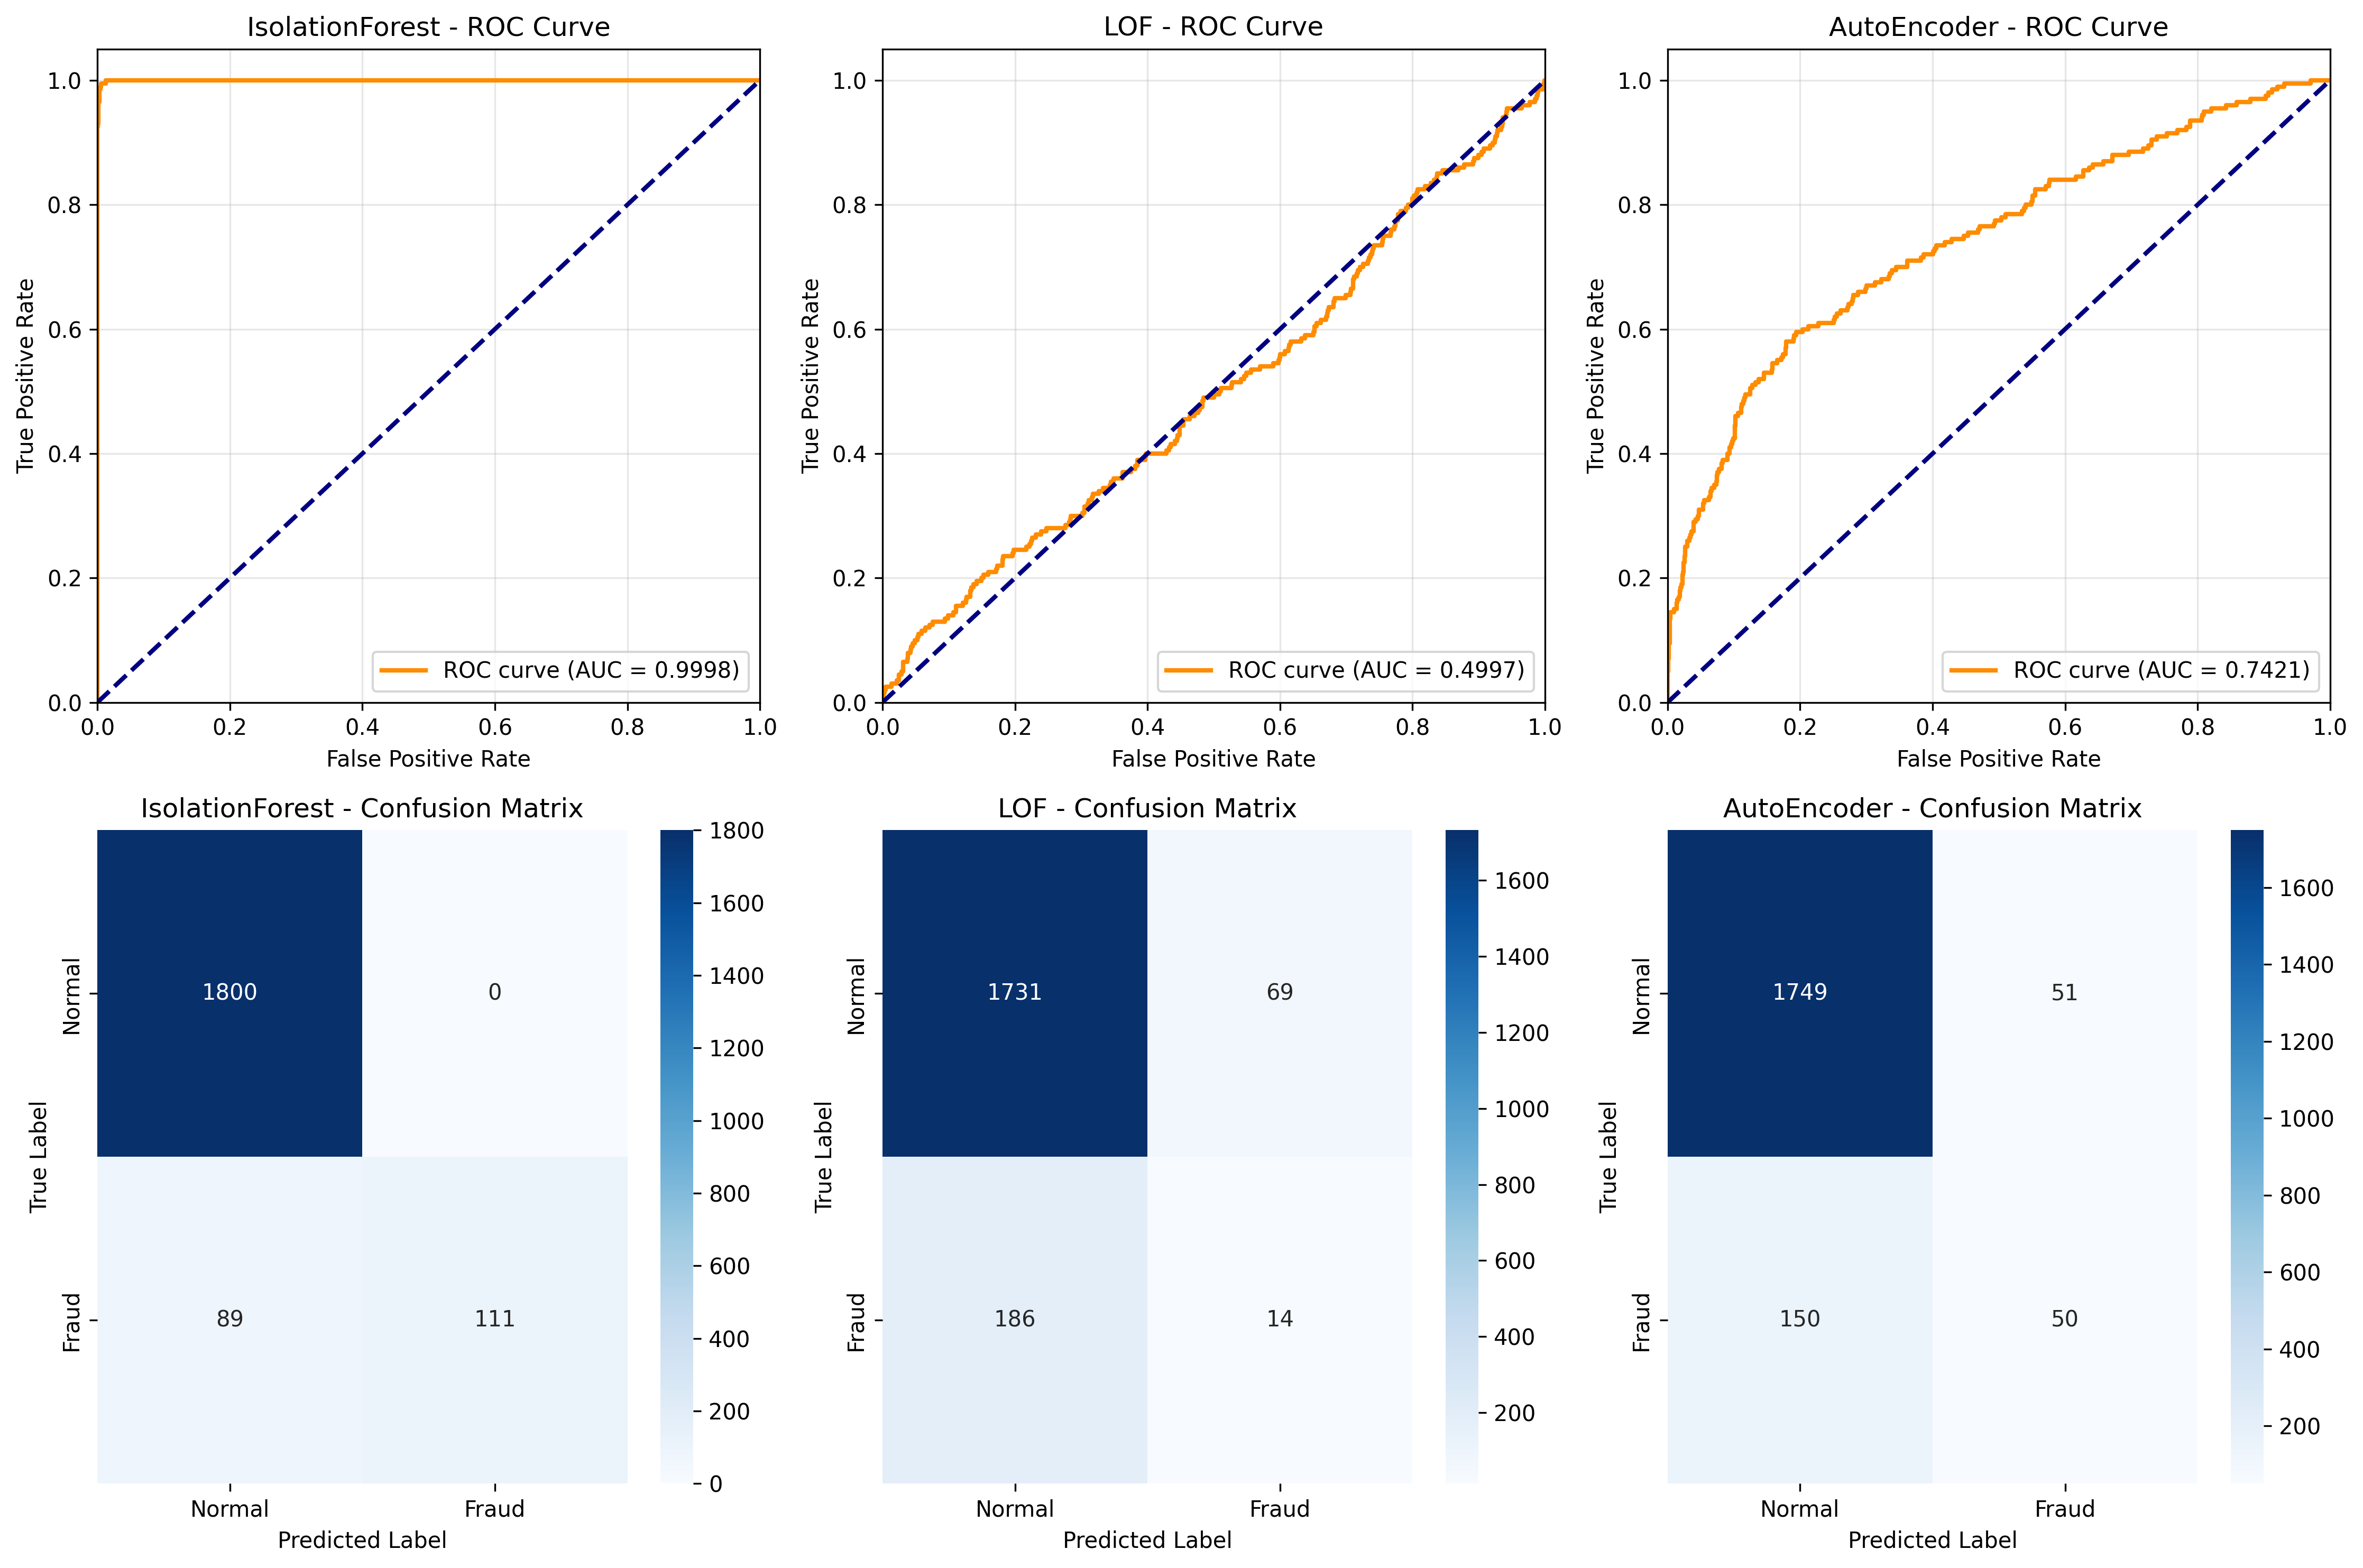 IsolationForest - ROC Curve
1.0
0.8
0.6
0.4
0.2
0.0
True Positive Rate
0.0 0.2 0.4 0.6 0.8 1.0
False Positive Rate
ROC curve (AUC = 0.9998)
LOF - ROC Curve
1.0
0.8
0.6
0.4
0.2
0.0
True Positive Rate
0.0 0.2 0.4 0.6 0.8 1.0
False Positive Rate
ROC curve (AUC = 0.4997)
AutoEncoder - ROC Curve
1.0
0.8
0.6
0.4
0.2
0.0
True Positive Rate
0.0 0.2 0.4 0.6 0.8 1.0
False Positive Rate
ROC curve (AUC = 0.7421)
IsolationForest - Confusion Matrix
True Label
Normal
1800 0
Fraud
89 111
Normal Fraud
Predicted Label
1800
1600
1400
1200
1000
800
600
400
200
0
LOF - Confusion Matrix
True Label
Normal
1731 69
Fraud
186 14
Normal Fraud
Predicted Label
1600
1400
1200
1000
800
600
400
200
AutoEncoder - Confusion Matrix
True Label
Normal
1749 51
Fraud
150 50
Normal Fraud
Predicted Label
1600
1400
1200
1000
800
600
400
200